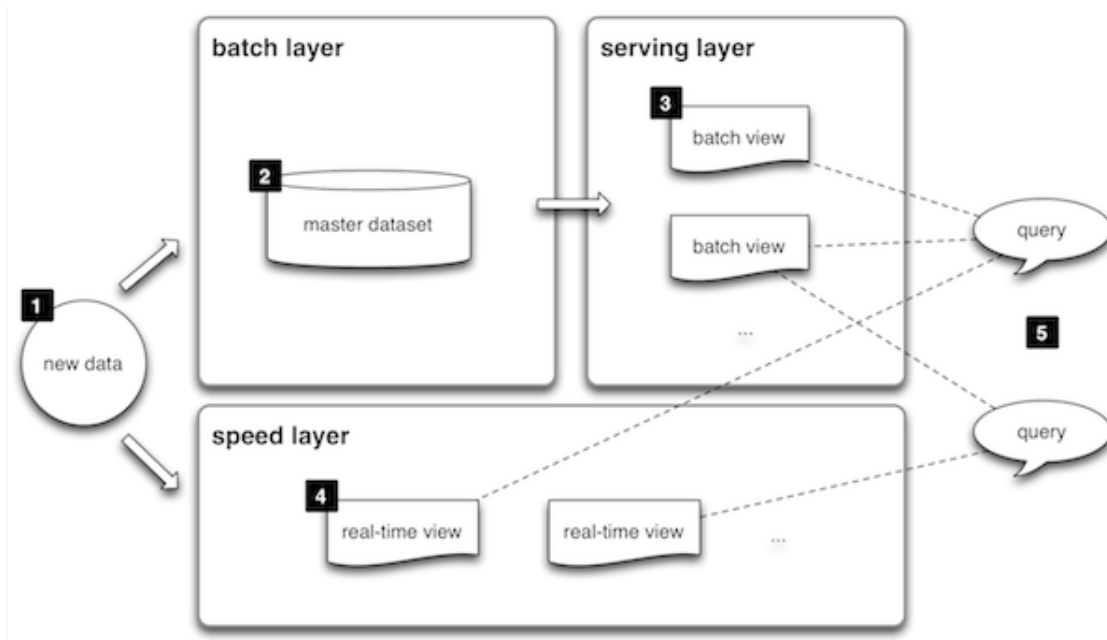 batch layer
serving layer
3
batch view
2
master dataset
query
batch view
1
new data
...
5
speed layer
query
4
real-time view
real-time view
...